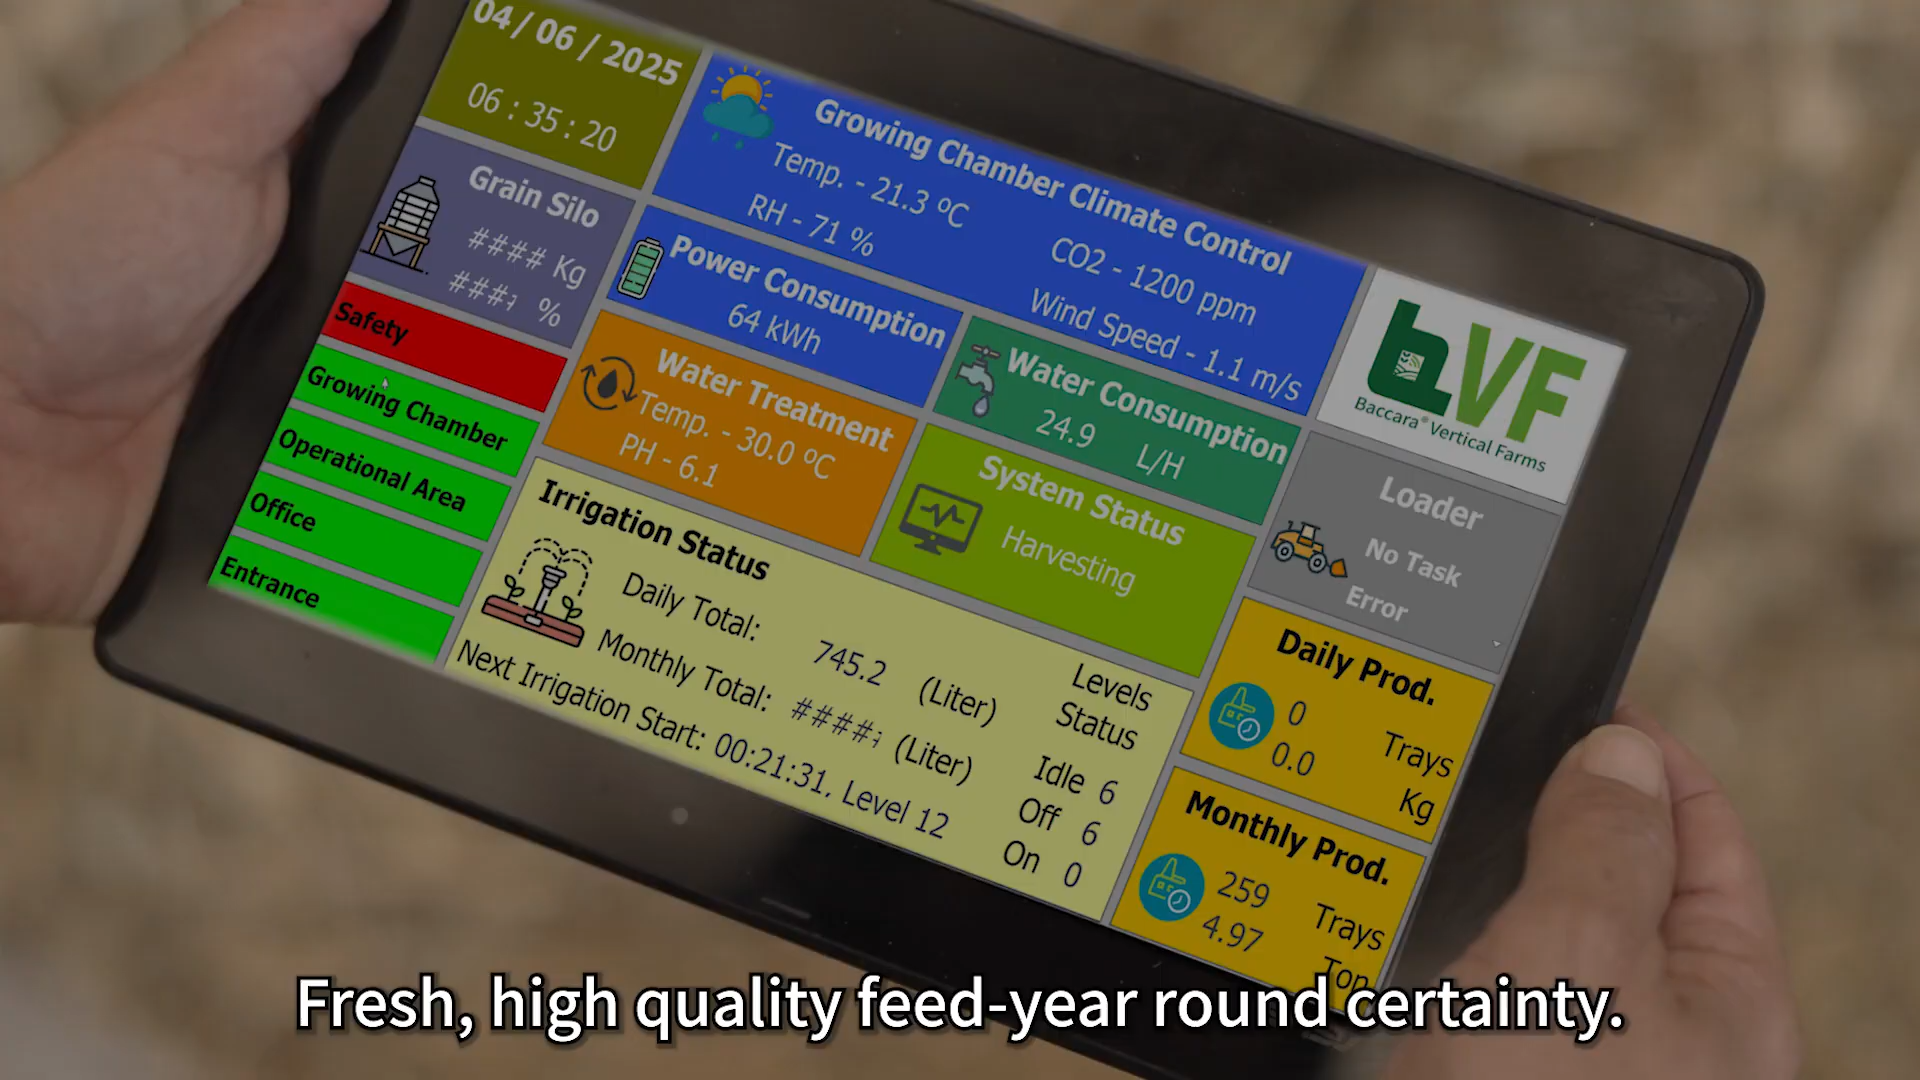 04/ 06 / 2025
06 : 35 : 20
Growing Chamber Climate Control
Temp. - 21.3 ºC
RH - 71 %
CO2 - 1200 ppm
Wind Speed - 1.1 m/s
Grain Silo
#### Kg
###; %
Power Consumption
64 kWh
bVF
Baccara® Vertical Farms
Safety
Growing Chamber
Operational Area
Office
Entrance
Water Treatment
Temp. - 30.0 ºC
PH - 6.1
Water Consumption
24.9 L/H
System Status
Harvesting
Loader
No Task
Error
Irrigation Status
Daily Total: 745.2 (Liter)
Monthly Total: ####; (Liter)
Next Irrigation Start: 00:21:31. Level 12
Levels
Status
Idle 6
Off 6
On 0
Daily Prod.
0 Trays
0.0 Kg
Monthly Prod.
259 Trays
4.97 Ton
Fresh, high quality feed-year round certainty.